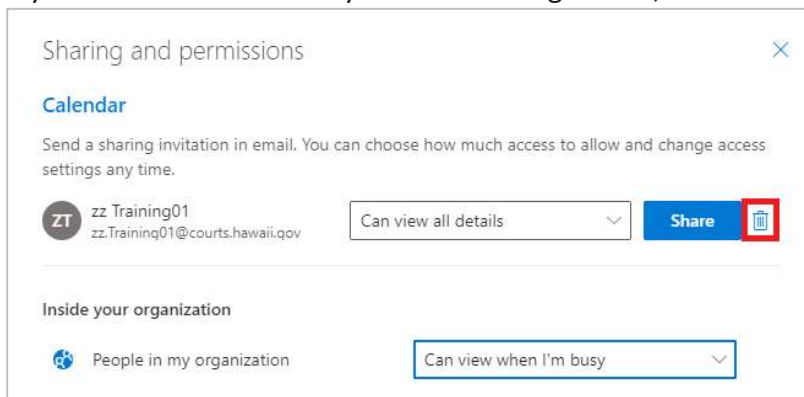 Sharing and permissions
Calendar
Send a sharing invitation in email. You can choose how much access to allow and change access
settings any time.
ZT zz Training01 Can view all details Share
zz.Training01@courts.hawaii.gov
Inside your organization
People in my organization Can view when I'm busy